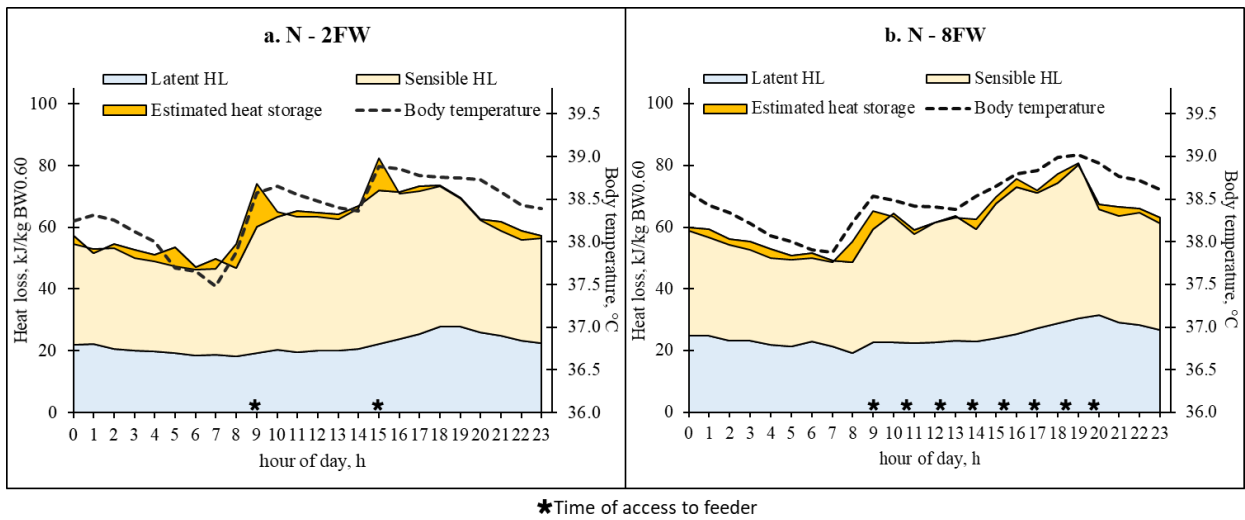 a. N - 2FW
Latent HL
Sensible HL
Estimated heat storage
Body temperature
Heat loss, kJ/kg BW0.60
100
80
60
40
20
0
39.5
39.0
38.5
38.0
37.5
37.0
36.5
36.0
Body temperature, °C
* *
0 1 2 3 4 5 6 7 8 9 10 11 12 13 14 15 16 17 18 19 20 21 22 23
hour of day, h
b. N - 8FW
Latent HL
Sensible HL
Estimated heat storage
Body temperature
Heat loss, kJ/kg BW0.60
100
80
60
40
20
0
39.5
39.0
38.5
38.0
37.5
37.0
36.5
36.0
Body temperature, °C
* * * * * * * *
0 1 2 3 4 5 6 7 8 9 10 11 12 13 14 15 16 17 18 19 20 21 22 23
hour of day, h
*Time of access to feeder